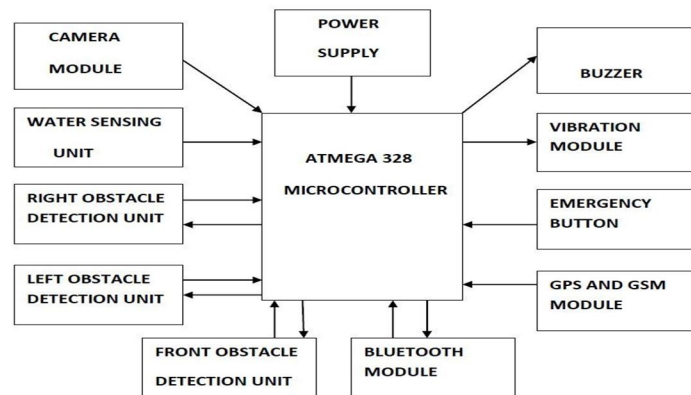 CAMERA
MODULE
POWER
SUPPLY
BUZZER
WATER SENSING
UNIT
ATMEGA 328
MICROCONTROLLER
VIBRATION
MODULE
RIGHT OBSTACLE
DETECTION UNIT
EMERGENCY
BUTTON
LEFT OBSTACLE
DETECTION UNIT
GPS AND GSM
MODULE
FRONT OBSTACLE
DETECTION UNIT
BLUETOOTH
MODULE